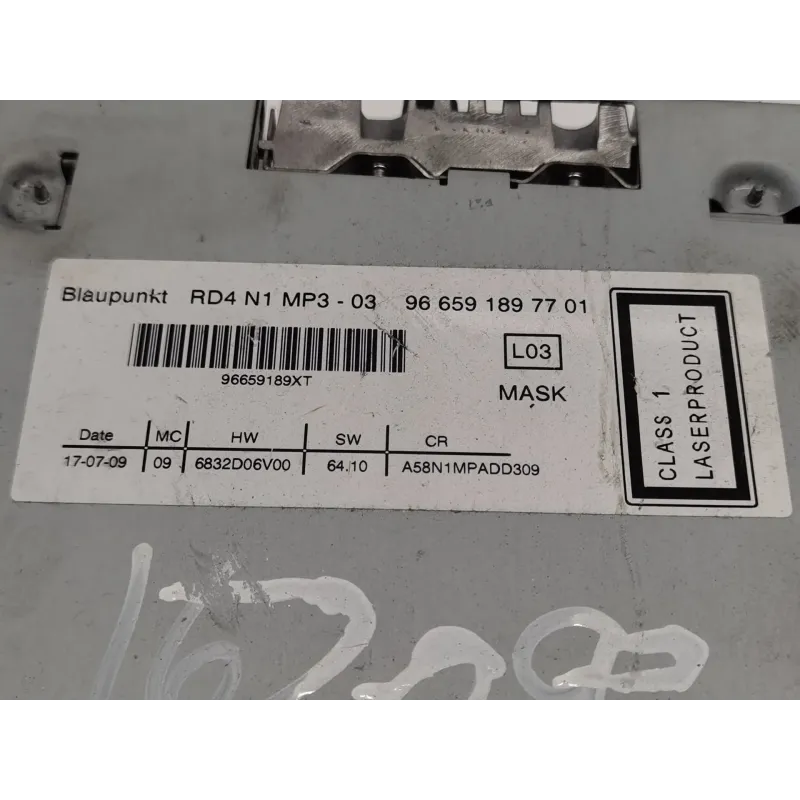 Blaupunkt RD4 N1 MP3 - 03 96 659 189 77 01
96659189XT
L03
MASK
CLASS 1
LASERPRODUCT
Date MC HW SW CR
17-07-09 09 6832D06V00 64.10 A58N1MPADD309